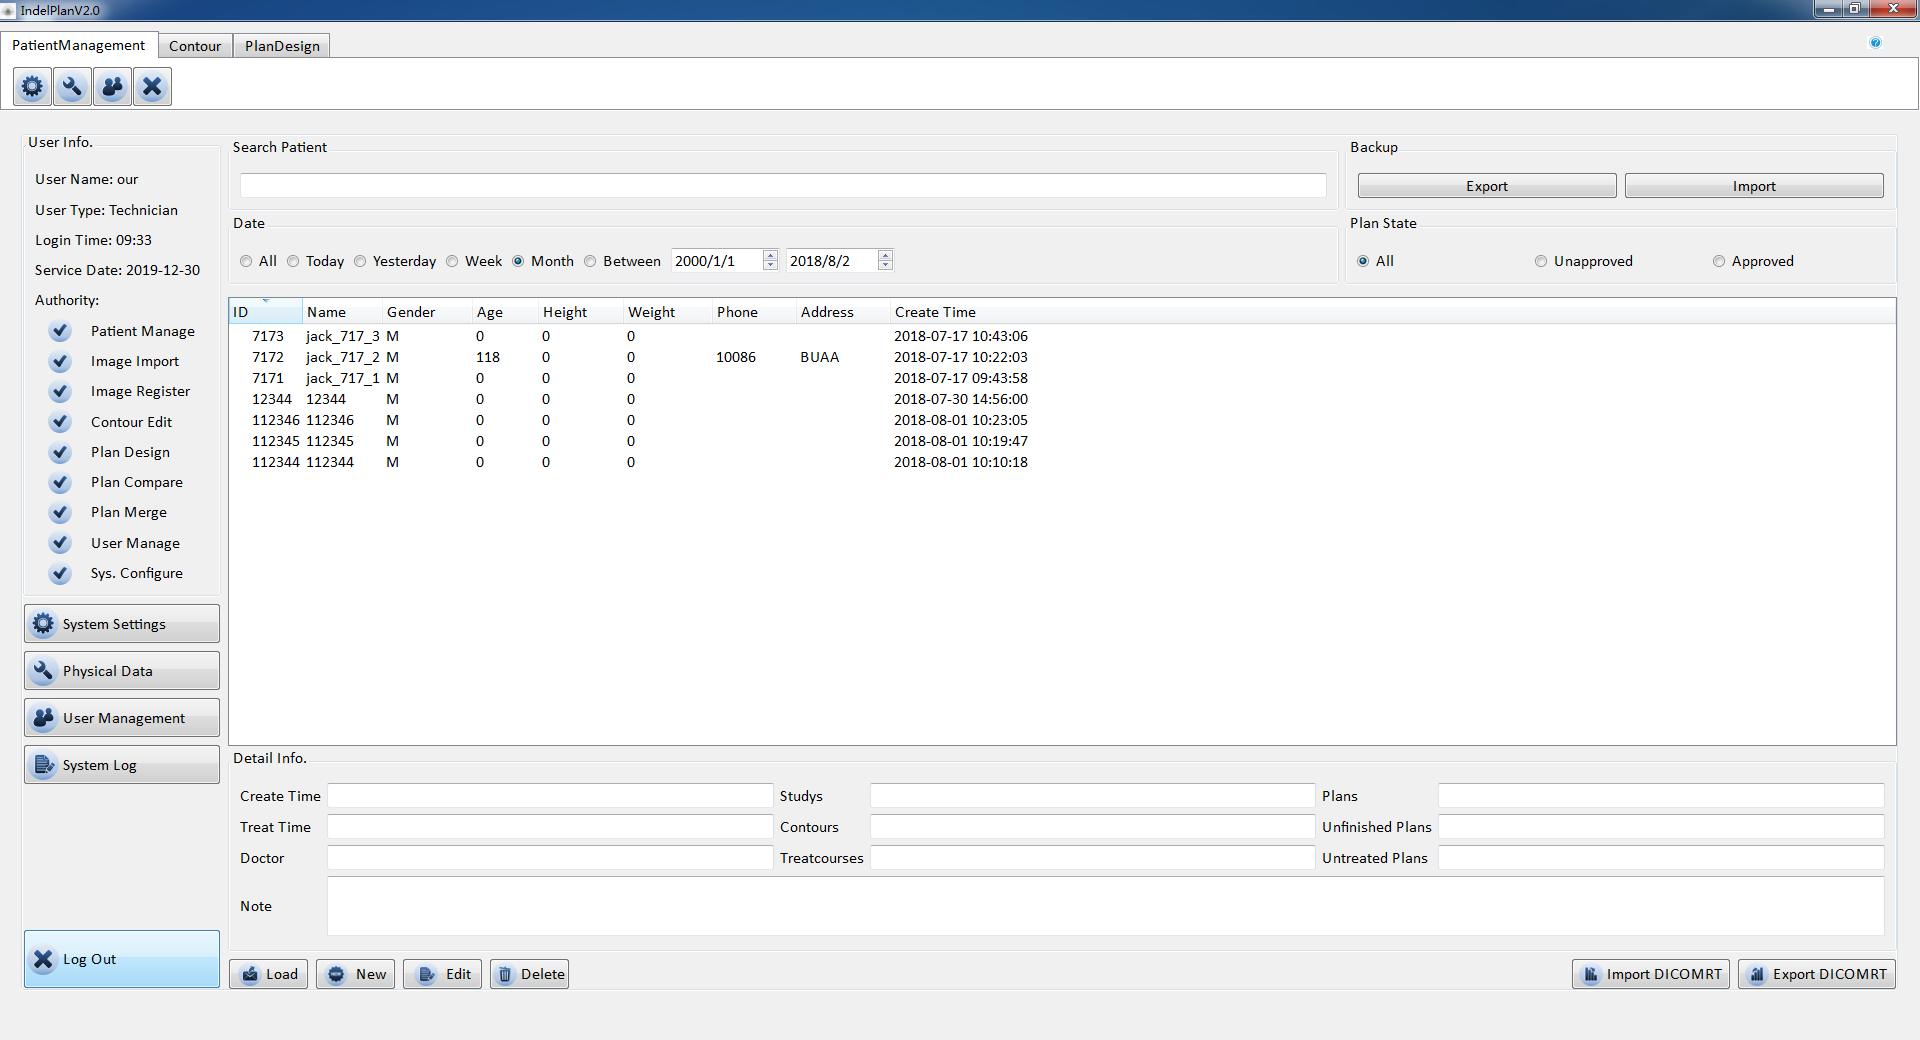 IndelPlanV2.0
PatientManagement Contour PlanDesign
User Info.
User Name: our
User Type: Technician
Login Time: 09:33
Service Date: 2019-12-30
Authority:
Patient Manage
Image Import
Image Register
Contour Edit
Plan Design
Plan Compare
Plan Merge
User Manage
Sys. Configure
System Settings
Physical Data
User Management
System Log
Log Out
Search Patient
Backup
Export Import
Date
All Today Yesterday Week Month Between 2000/1/1 2018/8/2
Plan State
All Unapproved Approved
ID Name Gender Age Height Weight Phone Address Create Time
7173 jack_717_3 M 0 0 0 2018-07-17 10:43:06
7172 jack_717_2 M 118 0 0 10086 BUAA 2018-07-17 10:22:03
7171 jack_717_1 M 0 0 0 2018-07-17 09:43:58
12344 12344 M 0 0 0 2018-07-30 14:56:00
112346 112346 M 0 0 0 2018-08-01 10:23:05
112345 112345 M 0 0 0 2018-08-01 10:19:47
112344 112344 M 0 0 0 2018-08-01 10:10:18
Detail Info.
Create Time Studys Plans
Treat Time Contours Unfinished Plans
Doctor Treatcourses Untreated Plans
Note
Load New Edit Delete Import DICOMRT Export DICOMRT